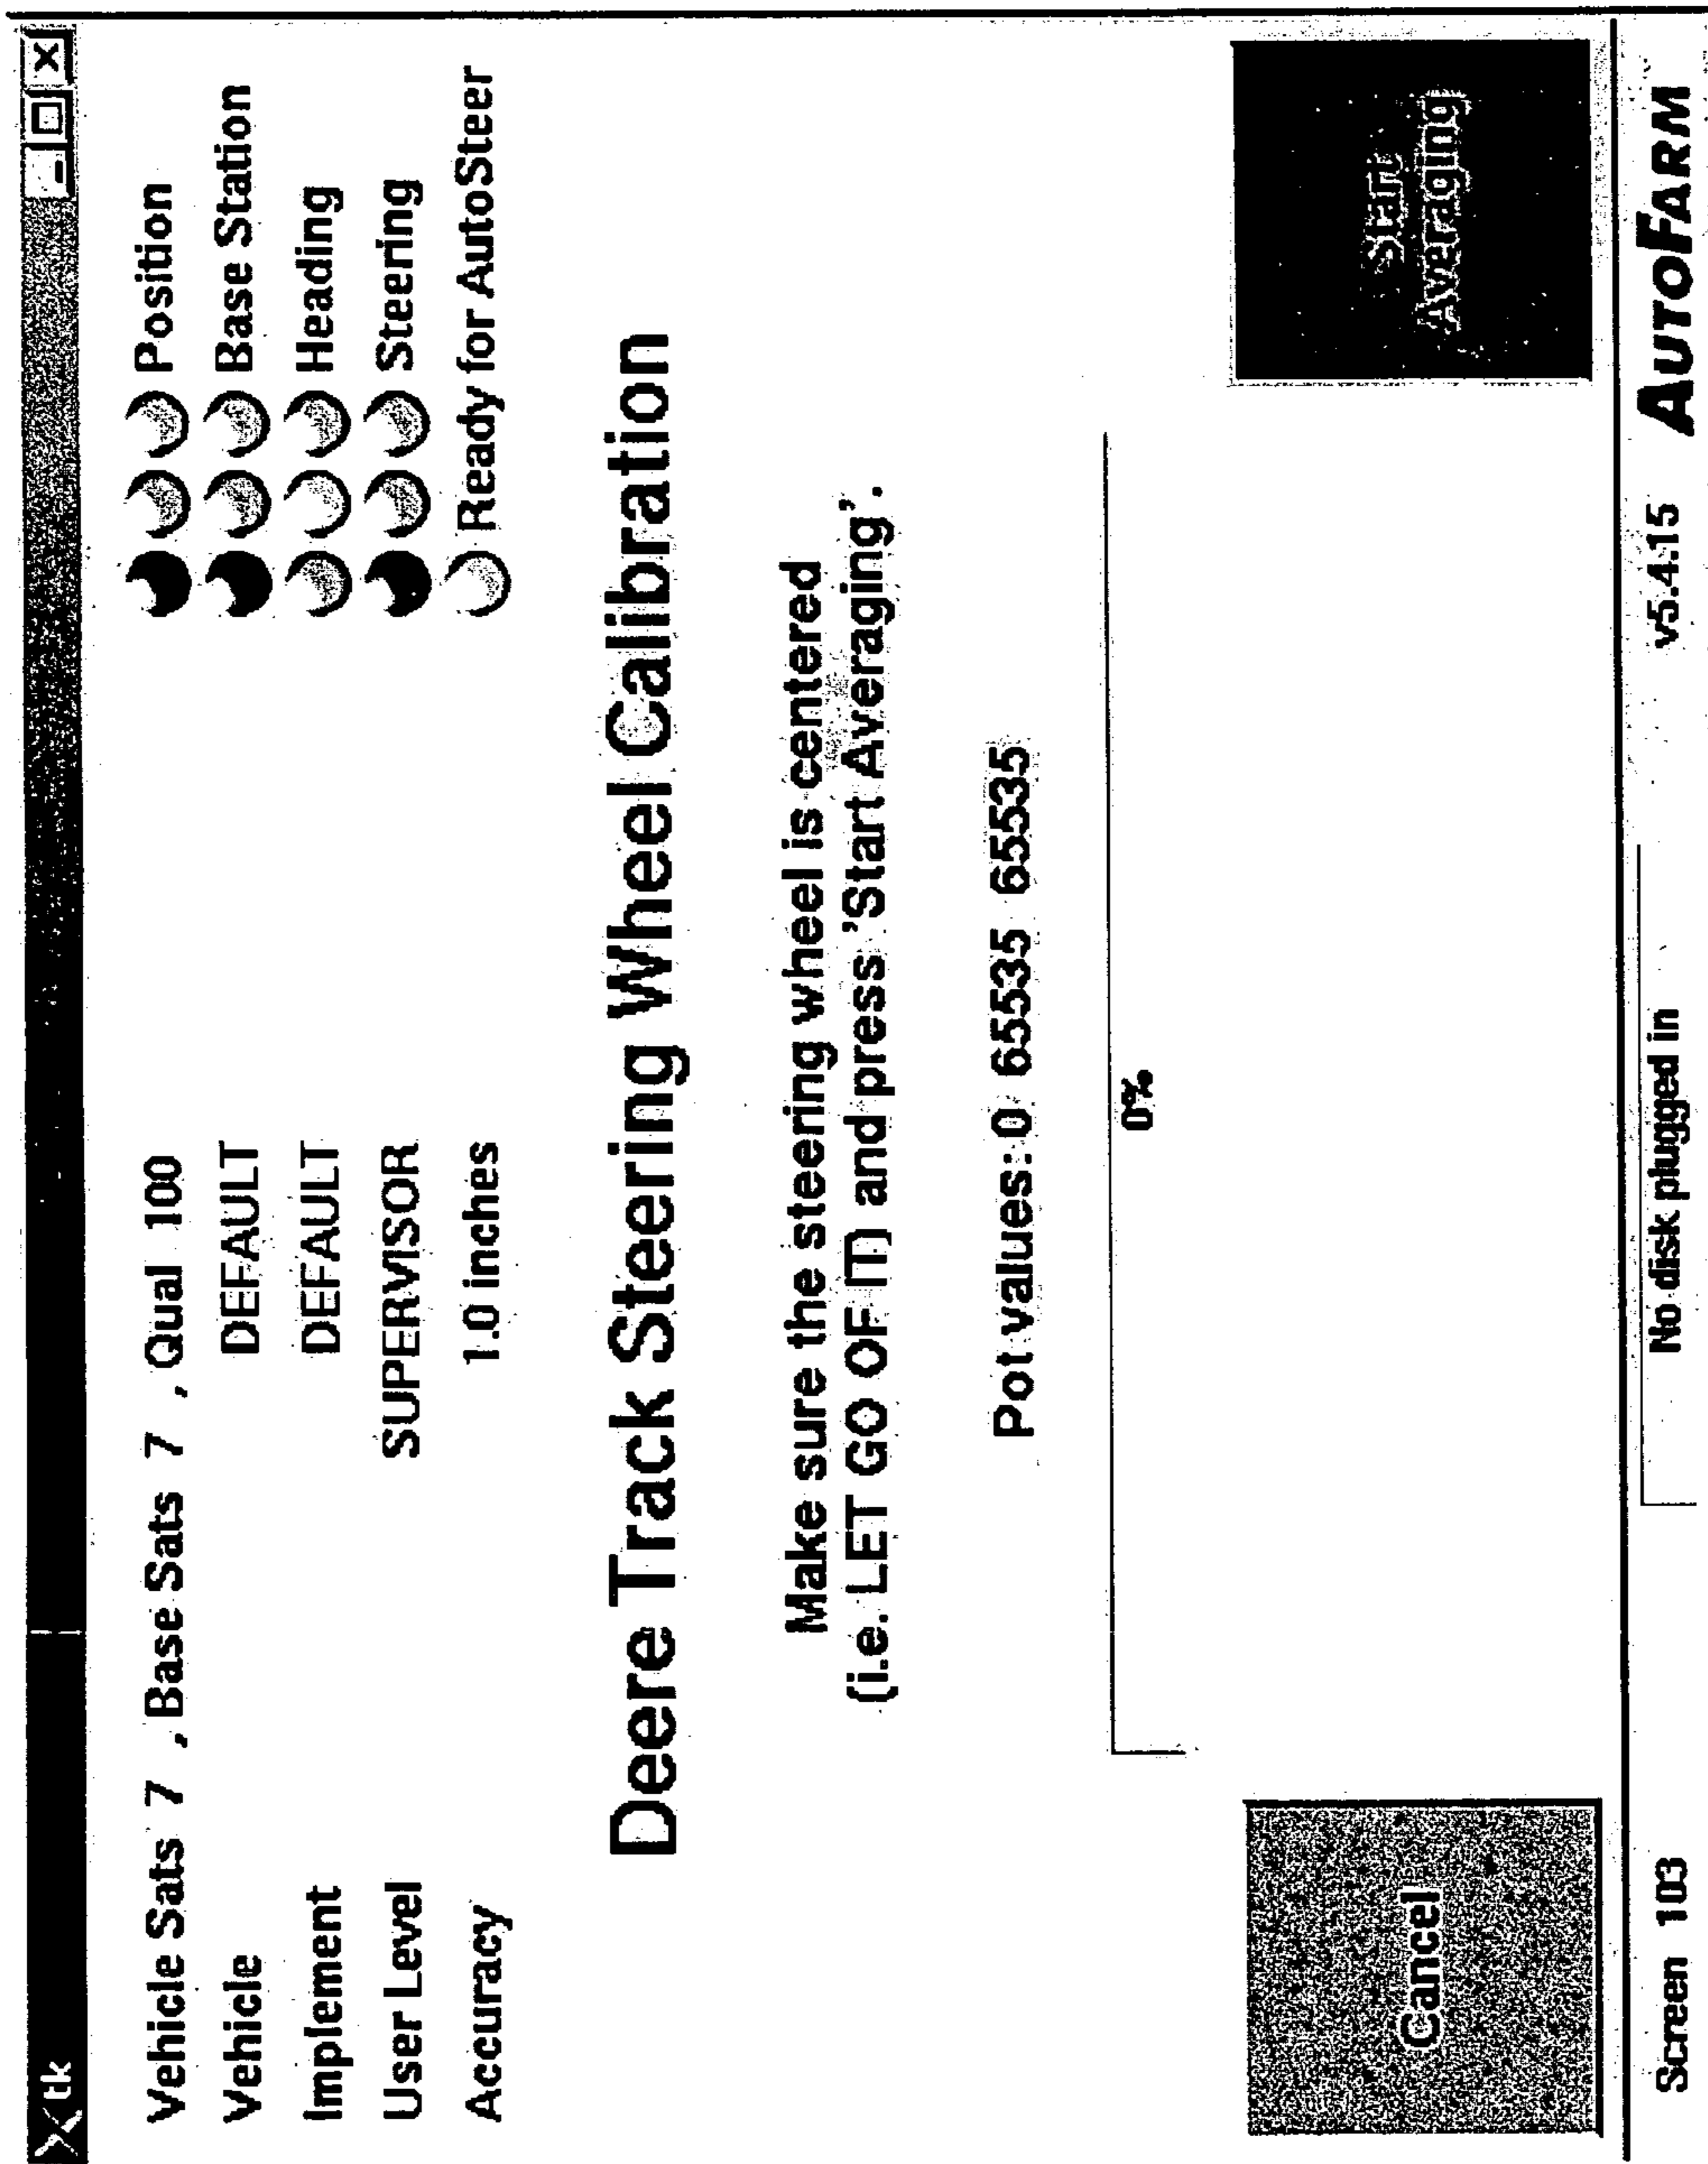 tk
Vehicle Sats 7 , Base Sats 7 , Qual 100
Position
Vehicle DEFAULT
Base Station
Implement DEFAULT
Heading
User Level SUPERVISOR
Steering
Accuracy 1.0 inches
Ready for AutoSteer
Deere Track Steering Wheel Calibration
Make sure the steering wheel is centered
(i.e. LET GO OF IT) and press 'Start Averaging'.
Pot values: 0 65535 65535
0%
Cancel
Start
Averaging
Screen 103
No disk plugged in
v5.4.15
AUTOFARM